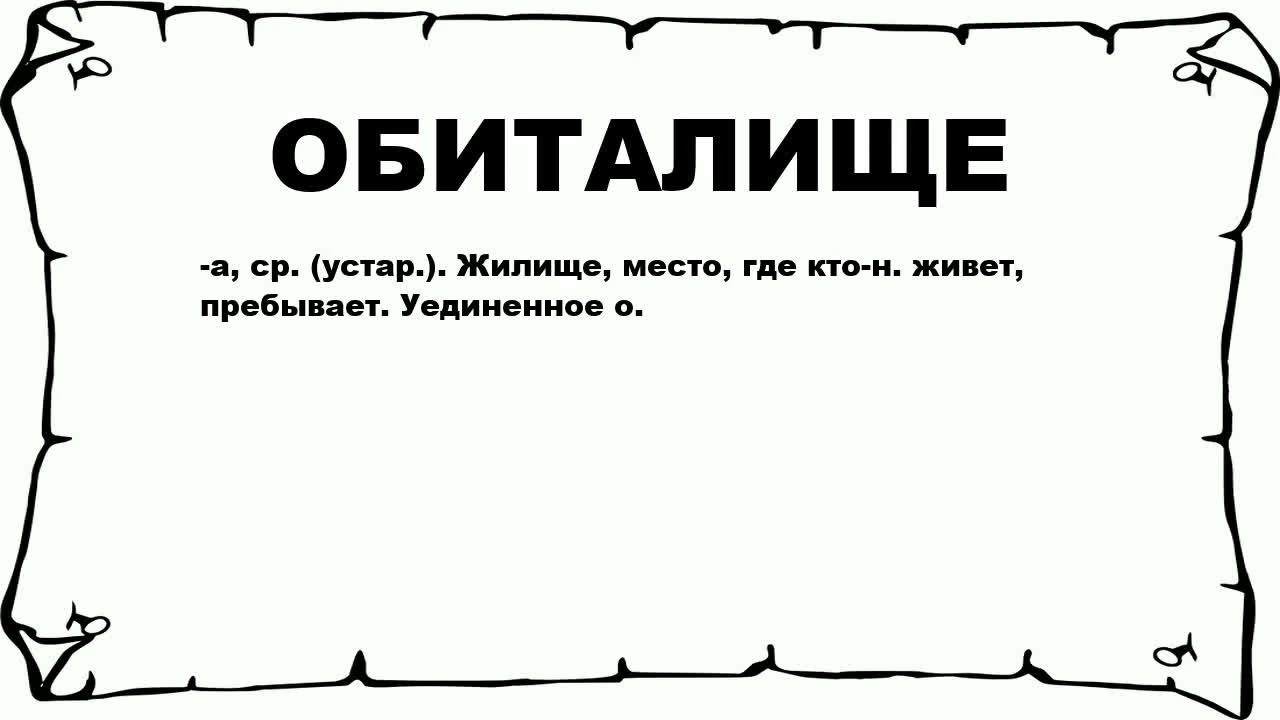 ОБИТАЛИЩЕ
-а, ср. (устар.). Жилище, место, где кто-н. живет,
пребывает. Уединенное о.